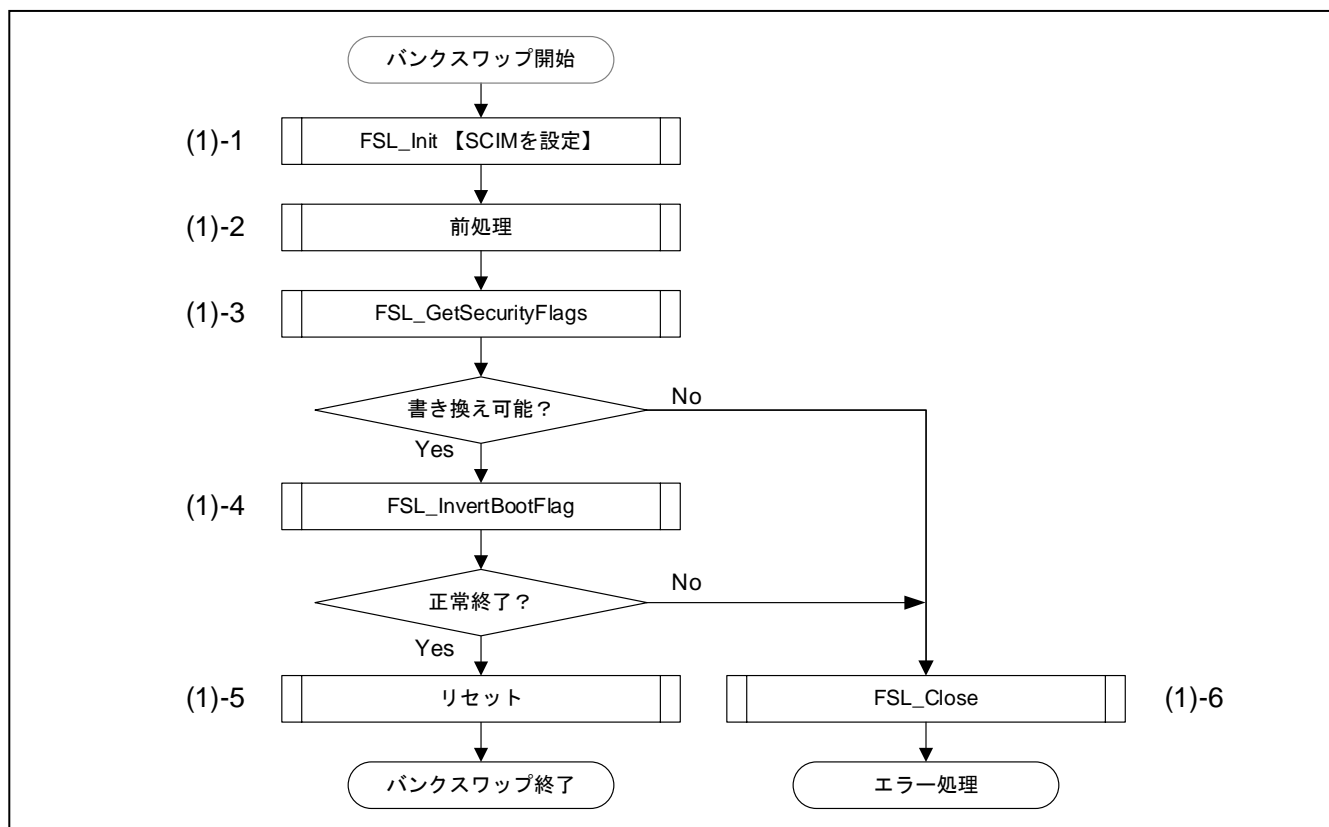 バンクスワップ開始
(1)-1
FSL_Init 【SCIMを設定】
(1)-2
前処理
(1)-3
FSL_GetSecurityFlags
書き換え可能？
No
Yes
(1)-4
FSL_InvertBootFlag
正常終了？
No
Yes
(1)-5
リセット
FSL_Close
(1)-6
バンクスワップ終了
エラー処理